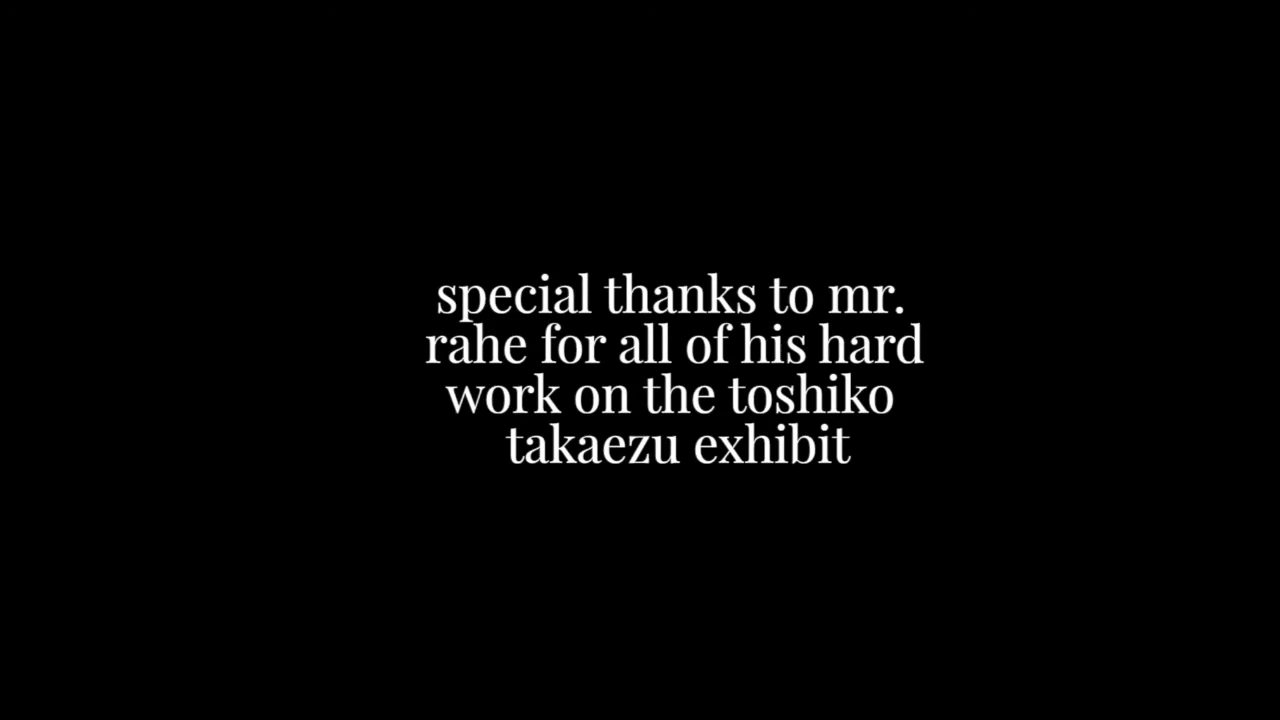 special thanks to mr.
rahe for all of his hard
work on the toshiko
takaezu exhibit